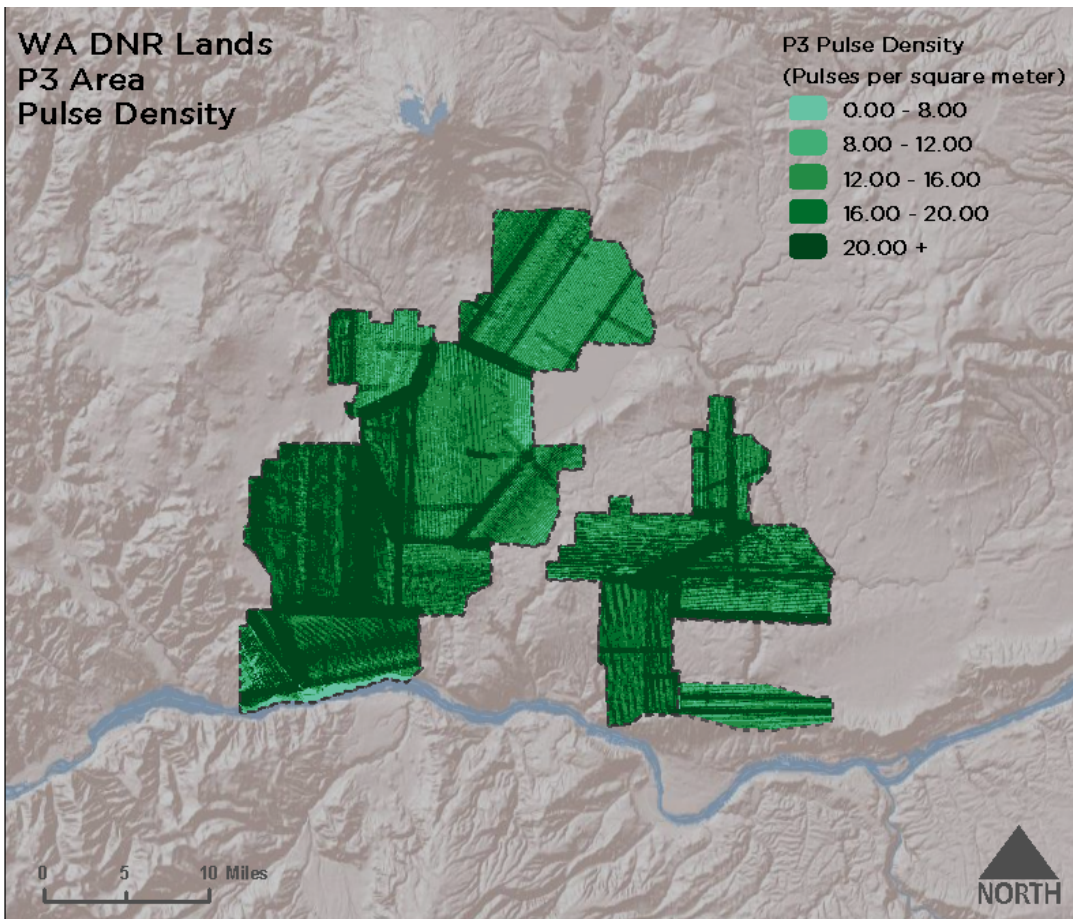 WA DNR Lands
P3 Area
Pulse Density
P3 Pulse Density
(Pulses per square meter)
0.00 - 8.00
8.00 - 12.00
12.00 - 16.00
16.00 - 20.00
20.00 +
0 5 10 Miles
NORTH